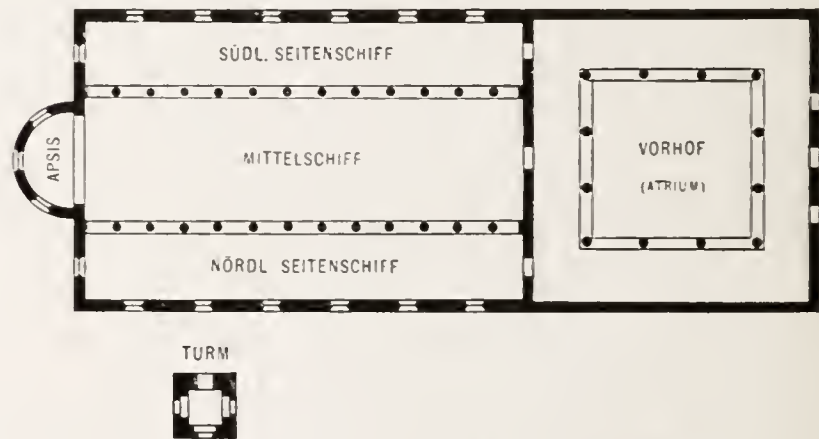 SÜDL. SEITENSCHIFF
APSIS
MITTELSCHIFF
VORHOF
(ATRIUM)
NÖRDL SEITENSCHIFF
TURM